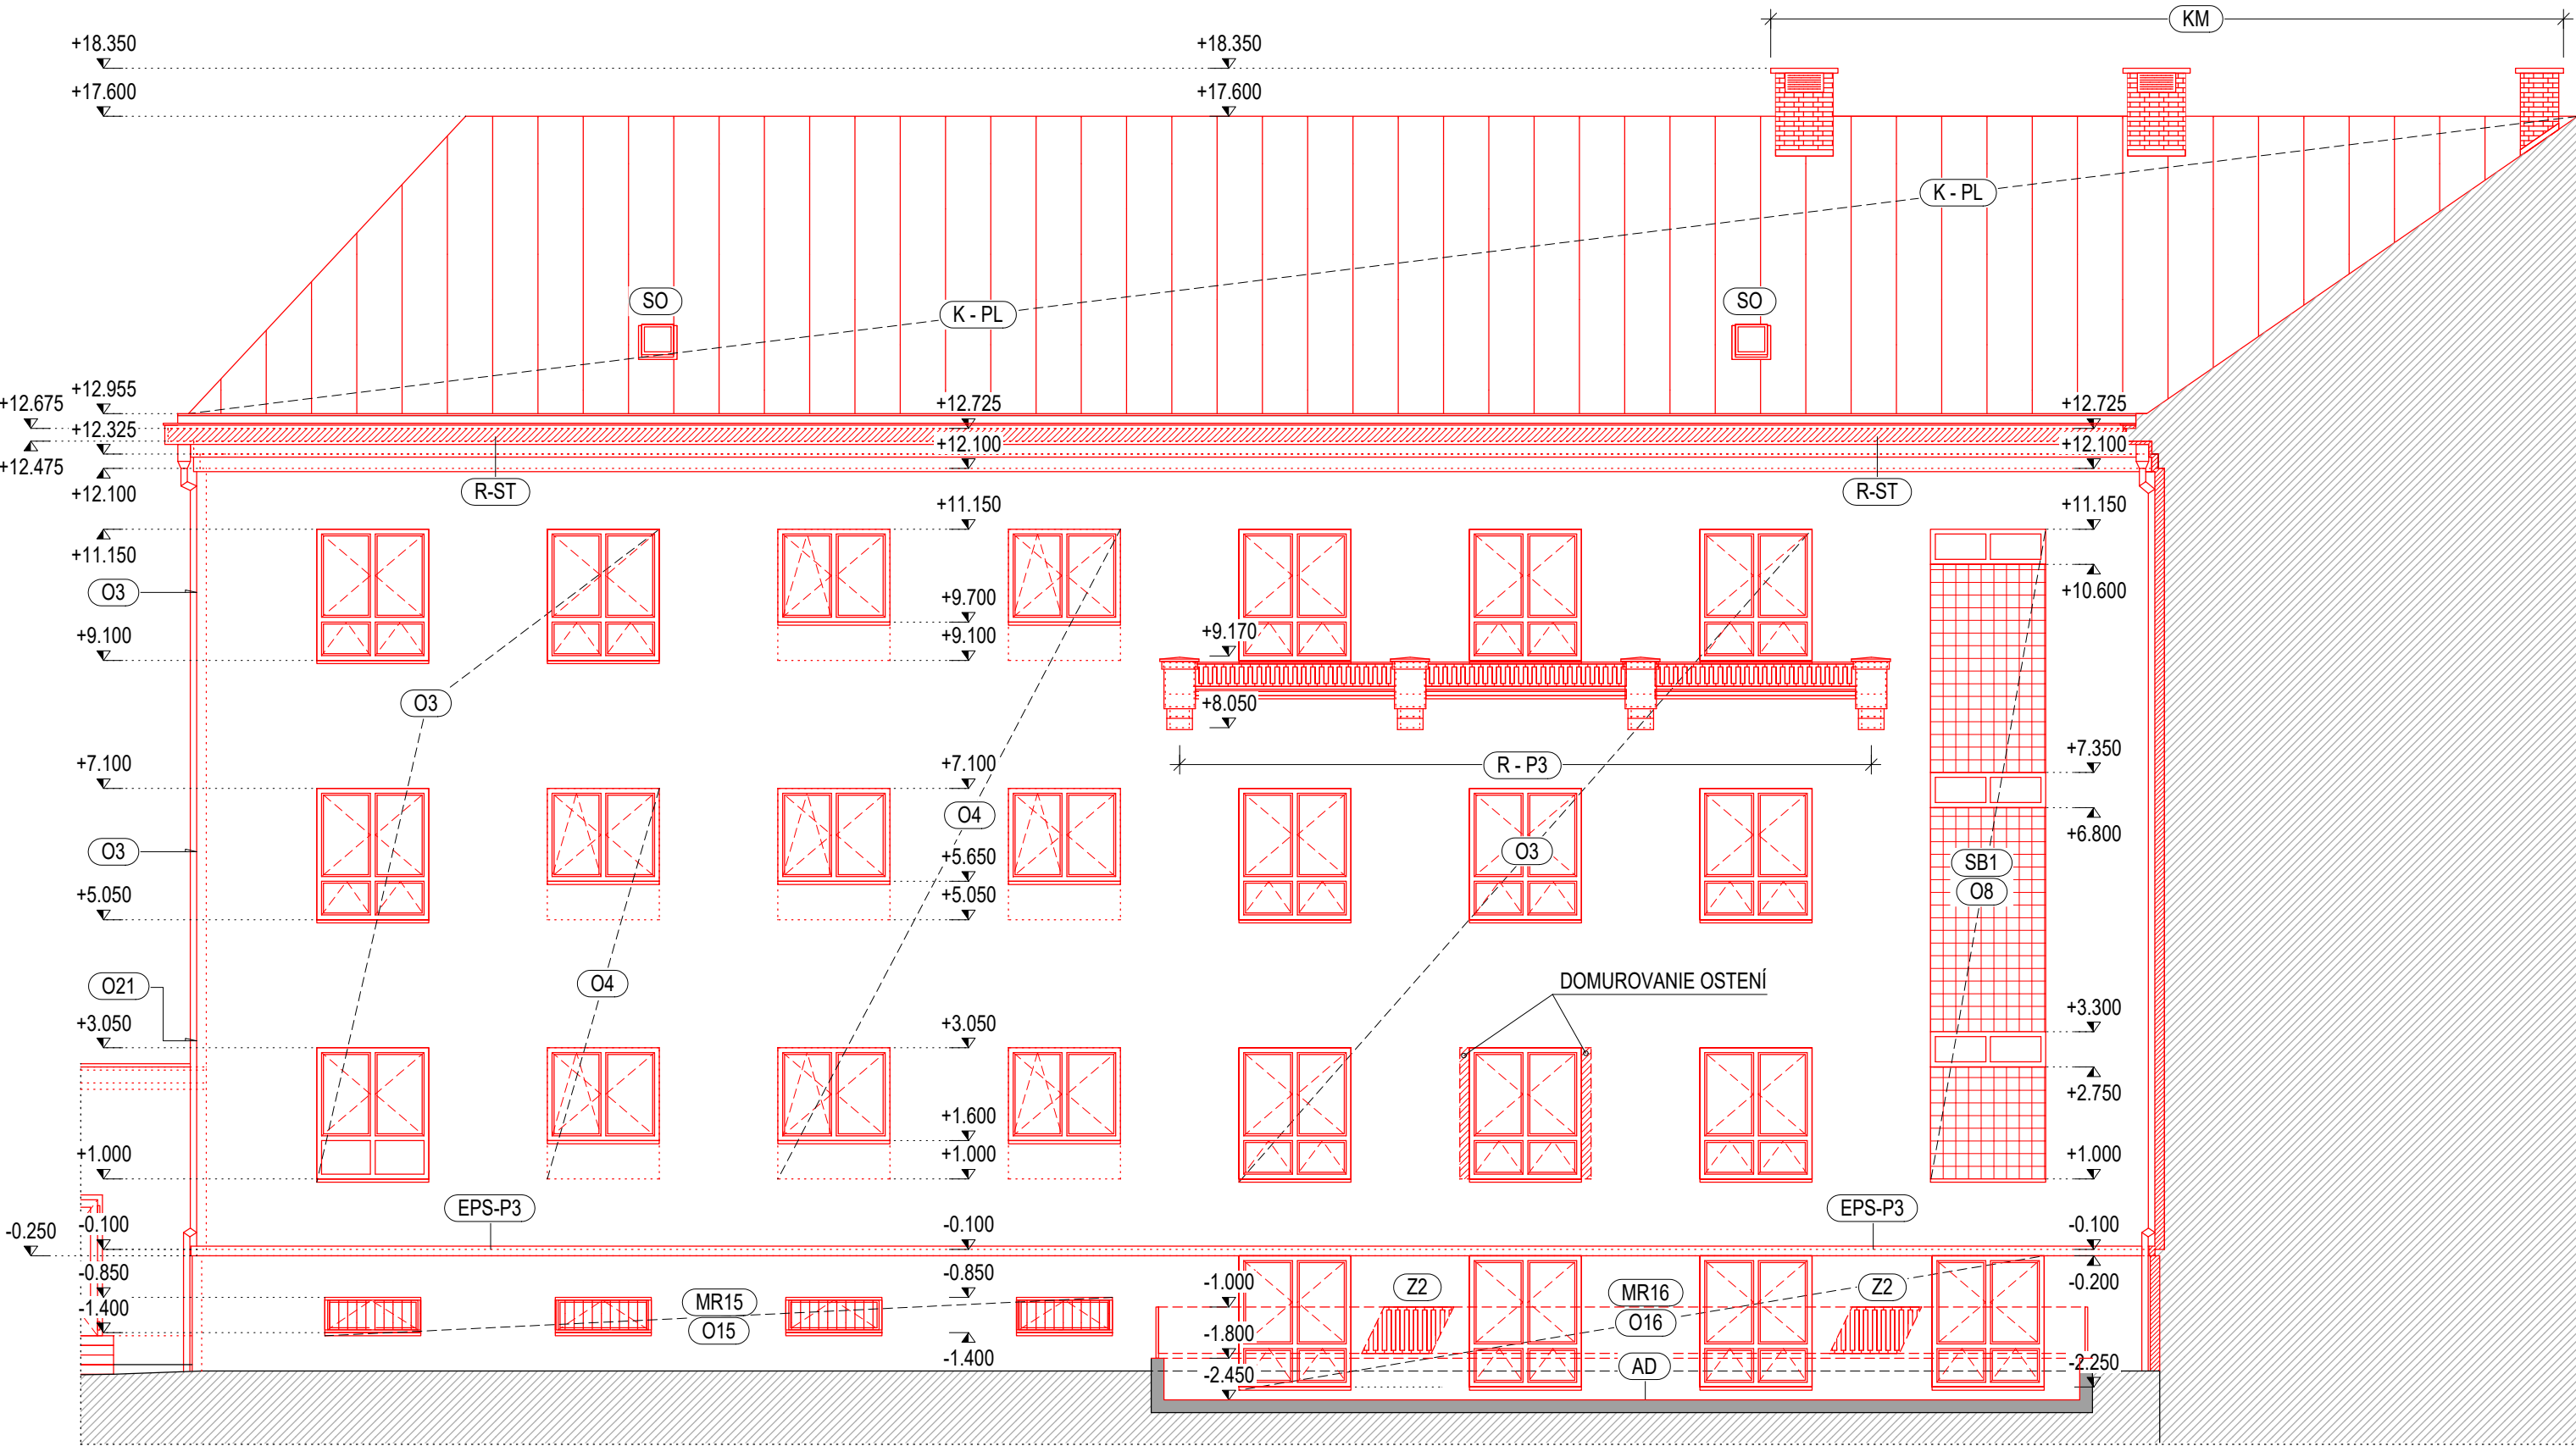 KM
+18.350 +18.350
+17.600 +17.600
K - PL
SO SO
K - PL
+12.955 +12.725 +12.725
+12.675
+12.325 +12.100 +12.100
+12.475
+12.100
R-ST R-ST
+11.150 +11.150
+11.150
O3 +9.700 +10.600
+9.100 +9.100 +9.170
O3 +8.050
+7.100 +7.100 R - P3 +7.350
O4
+6.800
O3 +5.650 O3 SB1
+5.050 +5.050 O8
O21 O4 DOMUROVANIE OSTENÍ
+3.050 +3.050 +3.300
+2.750
+1.600
+1.000 +1.000 +1.000
EPS-P3 EPS-P3
-0.250 -0.100 -0.100 -0.100
-0.850 -0.850 -1.000 Z2 MR16 Z2 -0.200
-1.400 MR15 O16
O15 -1.800
-1.400 AD -2.250
-2.450